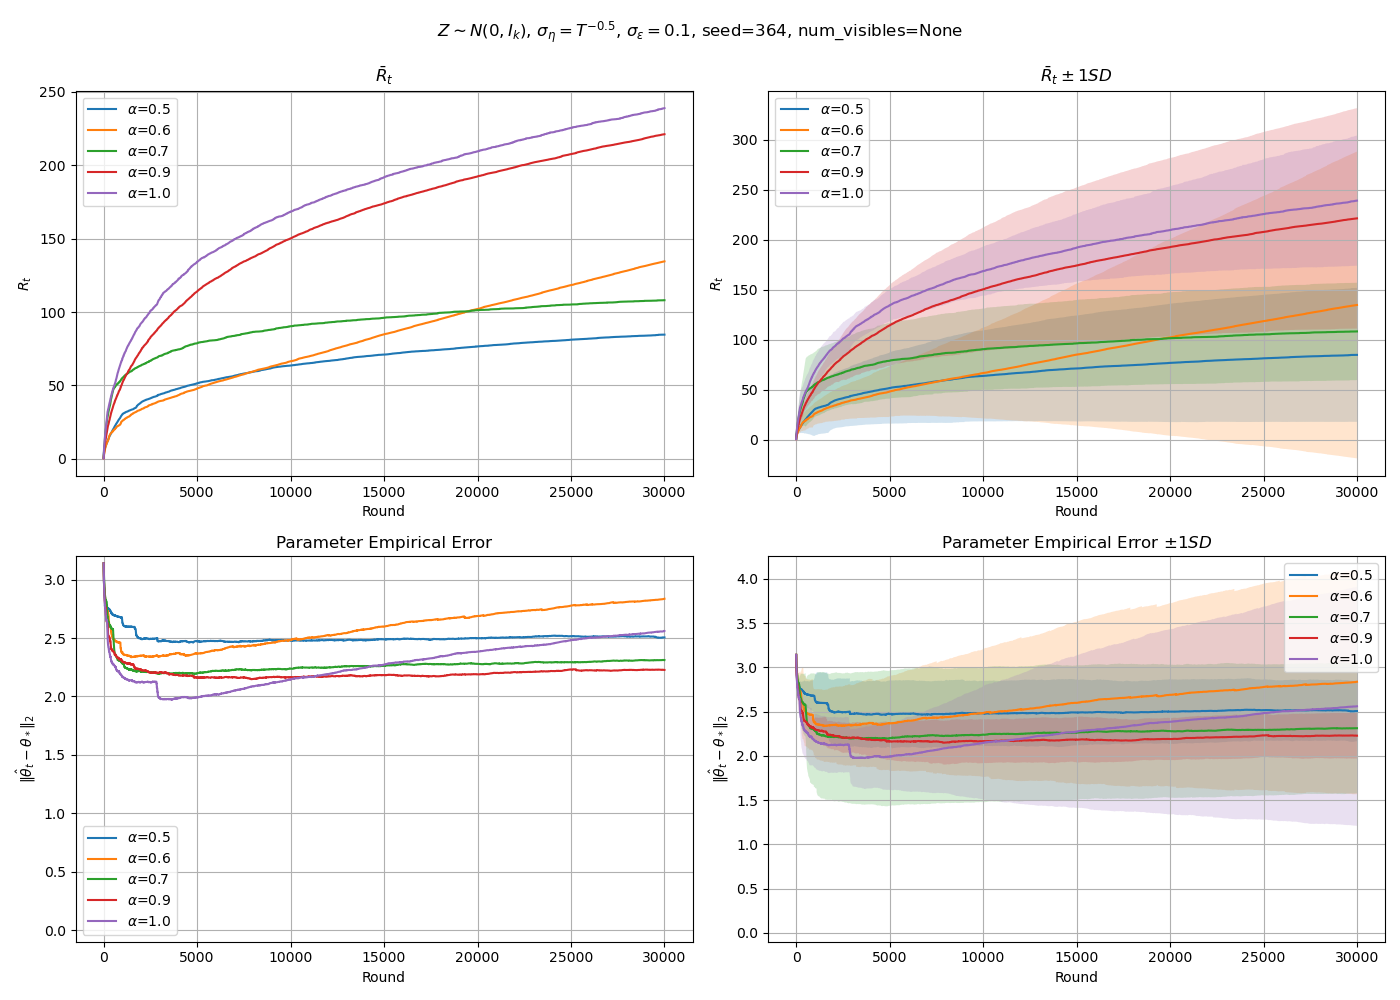 Z ∼ N(0, I_k), σ_η = T^{−0.5}, σ_ε = 0.1, seed=364, num_visibles=None
R̄_t
R_t
250
200
150
100
50
0
0 5000 10000 15000 20000 25000 30000
Round
α=0.5
α=0.6
α=0.7
α=0.9
α=1.0
R̄_t ± 1SD
R_t
350
300
250
200
150
100
50
0
0 5000 10000 15000 20000 25000 30000
Round
α=0.5
α=0.6
α=0.7
α=0.9
α=1.0
Parameter Empirical Error
‖θ̂_t − θ_*‖_2
3.0
2.5
2.0
1.5
1.0
0.5
0.0
0 5000 10000 15000 20000 25000 30000
Round
α=0.5
α=0.6
α=0.7
α=0.9
α=1.0
Parameter Empirical Error ±1SD
‖θ̂_t − θ_*‖_2
4.0
3.5
3.0
2.5
2.0
1.5
1.0
0.5
0.0
0 5000 10000 15000 20000 25000 30000
Round
α=0.5
α=0.6
α=0.7
α=0.9
α=1.0